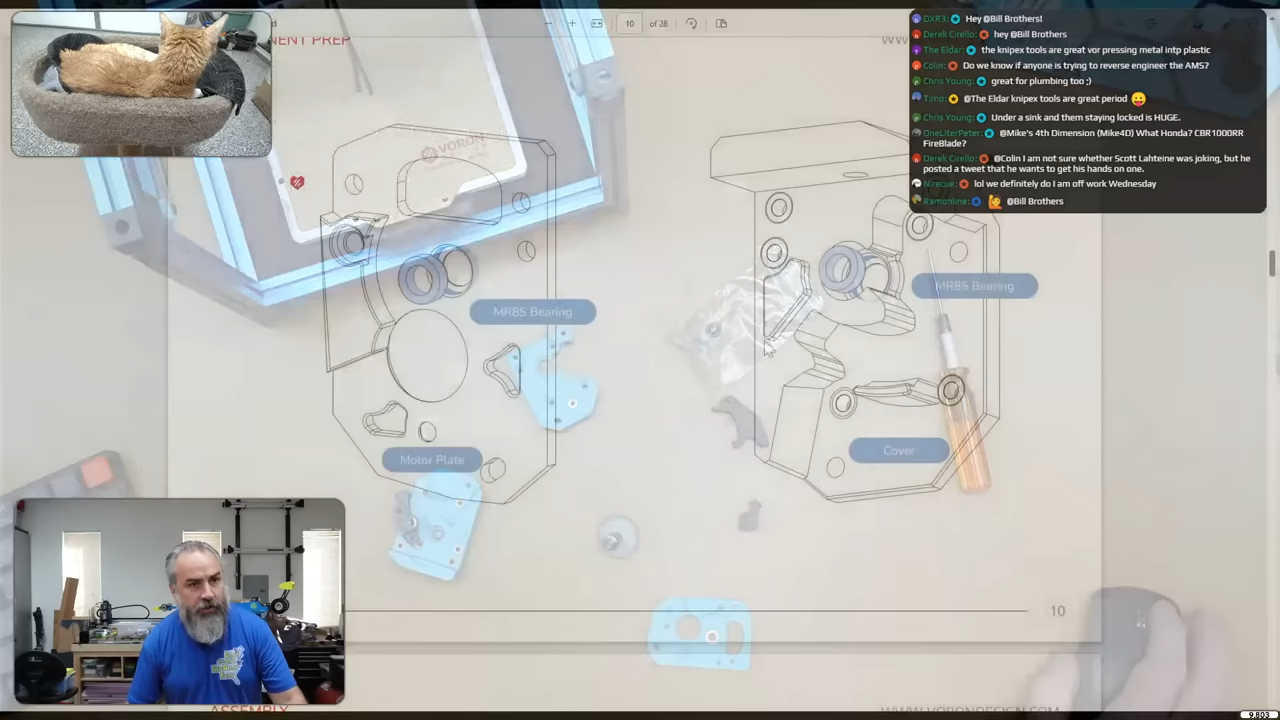 10 of 28
DXR3: Hey @Bill Brothers!
Derek Cirello: hey @Bill Brothers
The Eldar: the knipex tools are great vor pressing metal intp plastic
Colin: Do we know if anyone is trying to reverse engineer the AMS?
Chris Young: great for plumbing too ;)
Timo: @The Eldar knipex tools are great period 😛
Chris Young: Under a sink and them staying locked is HUGE.
OneLiterPeter: @Mike's 4th Dimension (Mike4D) What Honda? CBR1000RR
FireBlade?
Derek Cirello: @Colin I am not sure whether Scott Lahteine was joking, but he
posted a tweet that he wants to get his hands on one.
Nirecue: lol we definitely do I am off work Wednesday
Ramonline: 🙋 @Bill Brothers
VORON
MR85 Bearing
MR85 Bearing
Motor Plate
Cover
10
ASSEMBLY
WWW.VORONDESIGN.COM